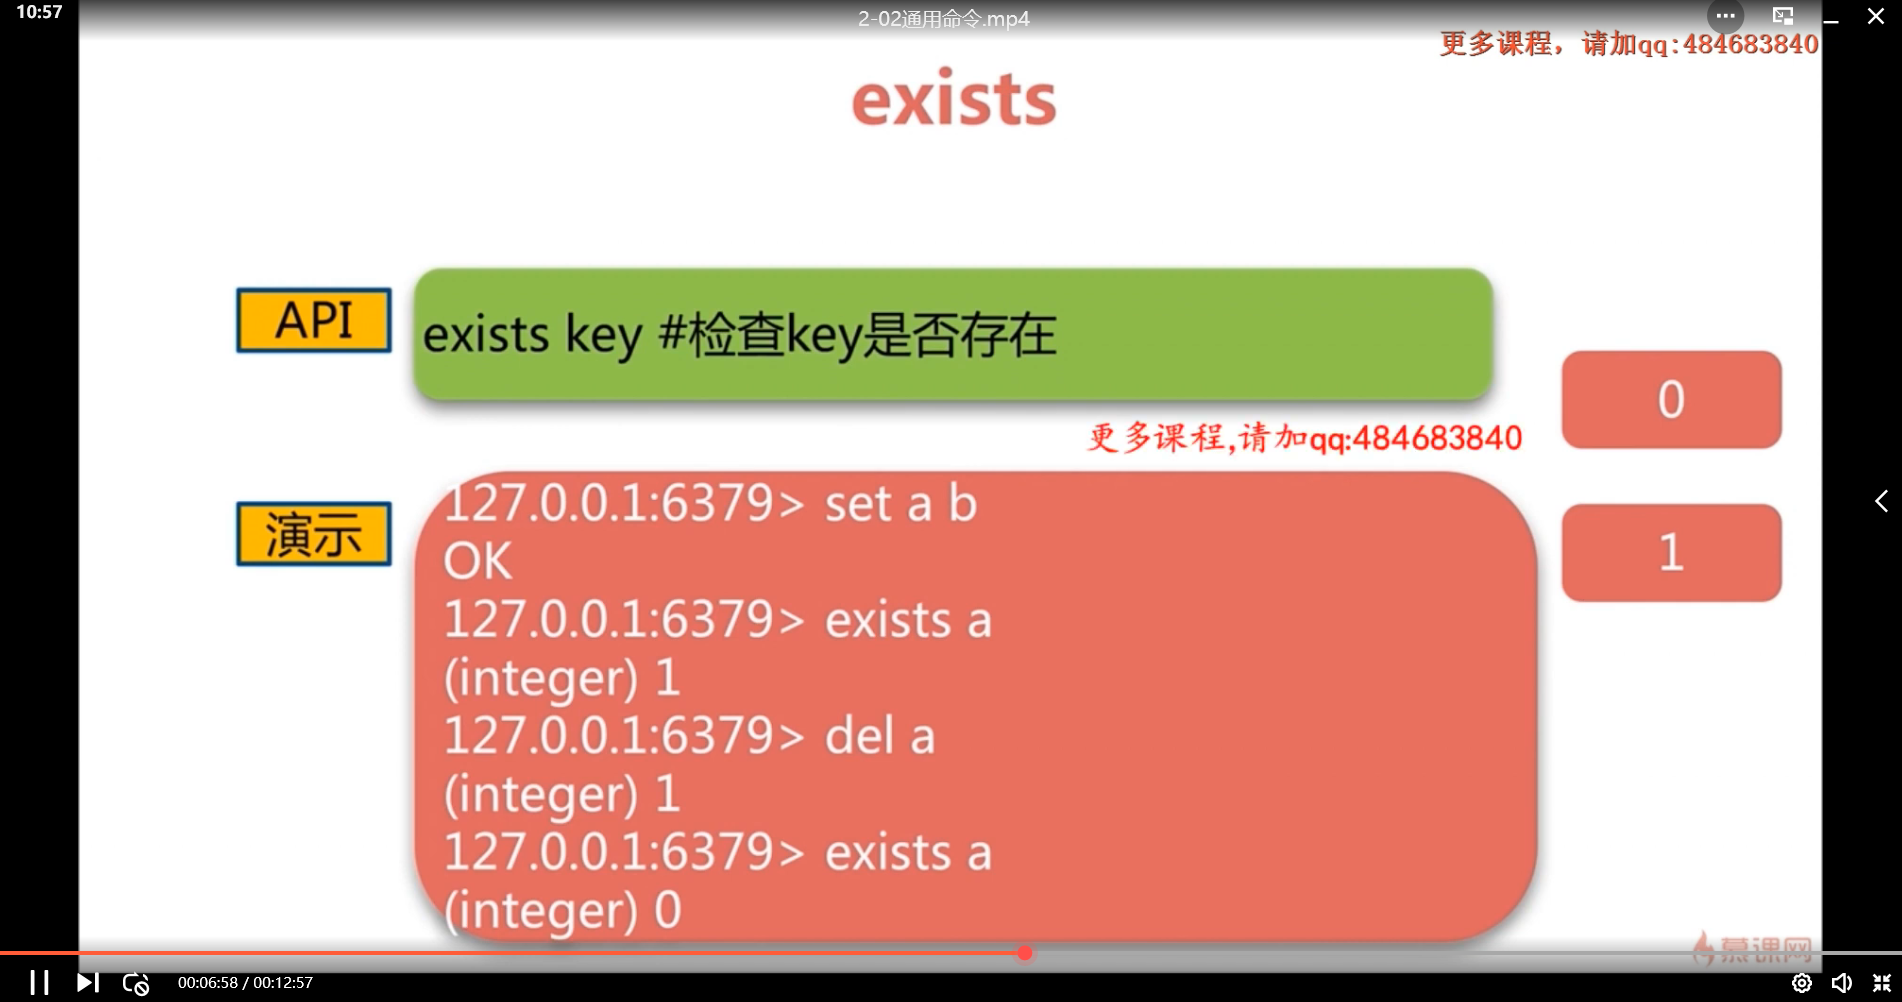 10:57
2-02通用命令.mp4
更多课程，请加qq:484683840
exists
API
exists key #检查key是否存在
0
更多课程,请加qq:484683840
演示
127.0.0.1:6379> set a b
OK
1
127.0.0.1:6379> exists a
(integer) 1
127.0.0.1:6379> del a
(integer) 1
127.0.0.1:6379> exists a
(integer) 0
慕课网
00:06:58 / 00:12:57